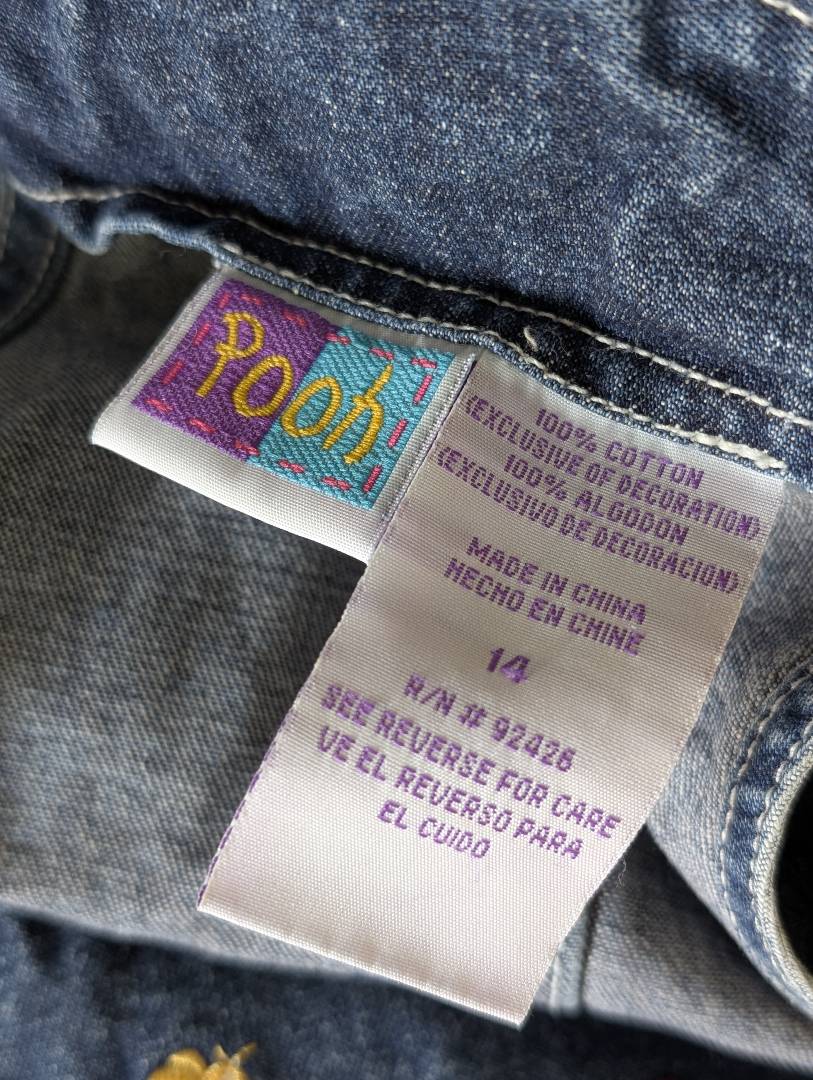 Pooh
100% COTTON
(EXCLUSIVE OF DECORATION)
100% ALGODON
(EXCLUSIVO DE DECORACION)
MADE IN CHINA
HECHO EN CHINE
14
R/N # 92426
SEE REVERSE FOR CARE
VE EL REVERSO PARA
EL CUIDO